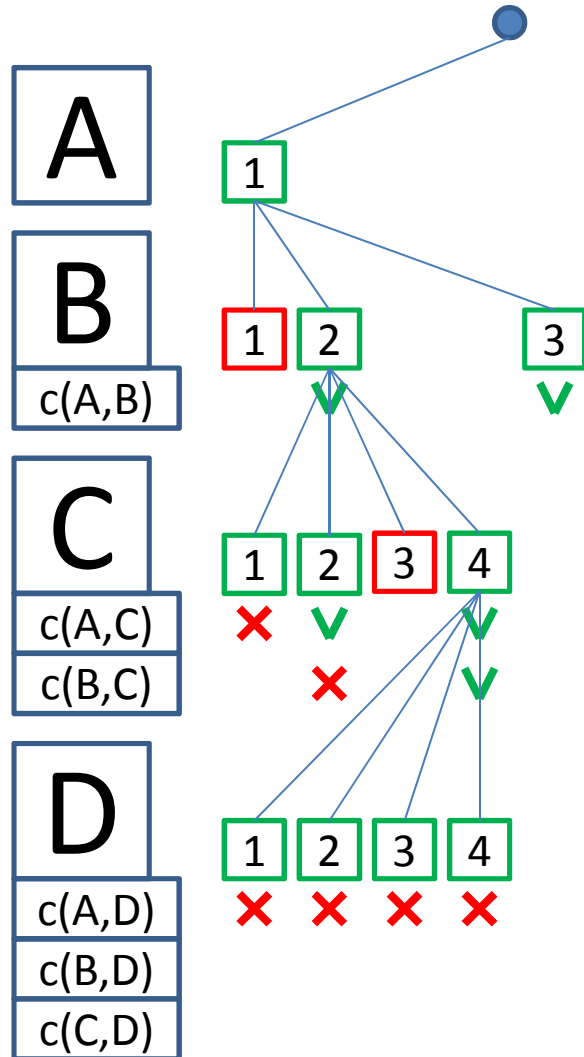 A
1
B
1 2 3
c(A,B)
C
1 2 3 4
c(A,C)
c(B,C)
D
1 2 3 4
c(A,D)
c(B,D)
c(C,D)